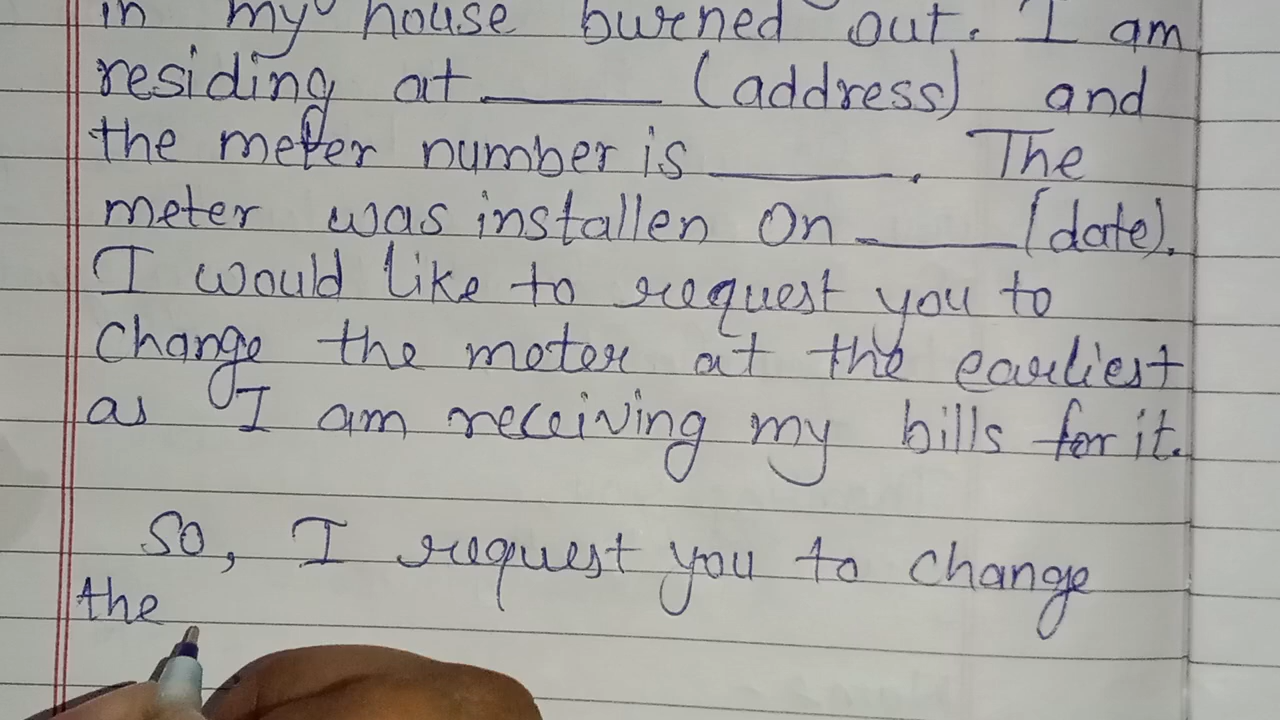 in my house burned out. I am
residing at ______ (address) and
the meter number is ______. The
meter was installen on ______ (date).
I would like to request you to
change the meter at the earliest
as I am receiving my bills for it.
So, I request you to change
the